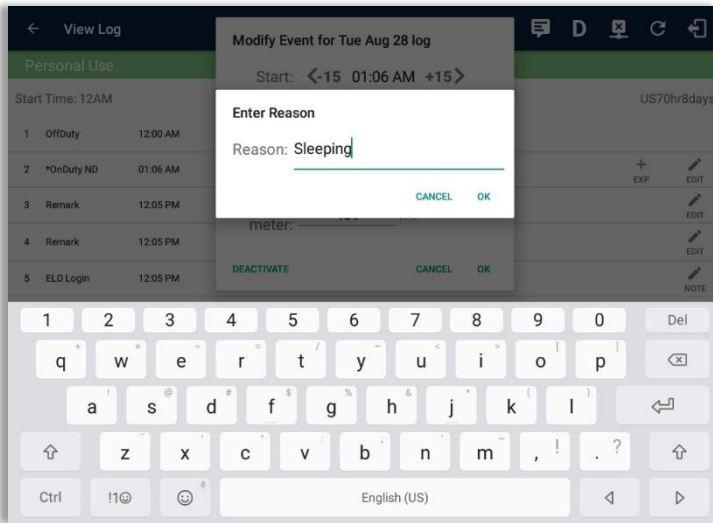 View Log
D
Personal Use
Start Time: 12AM
US70hr8days
1 OffDuty 12:00 AM
2 *OnDuty ND 01:06 AM
+ EXP EDIT
3 Remark 12:05 PM
EDIT
4 Remark 12:05 PM
EDIT
5 ELD Login 12:05 PM
NOTE
Modify Event for Tue Aug 28 log
Start: <-15 01:06 AM +15>
Enter Reason
Reason: Sleeping
CANCEL OK
meter:
DEACTIVATE CANCEL OK
1 2 3 4 5 6 7 8 9 0 Del
q w e r t y u i o p
a s d f g h j k l
z x c v b n m , ! . ?
Ctrl !1☺ English (US)